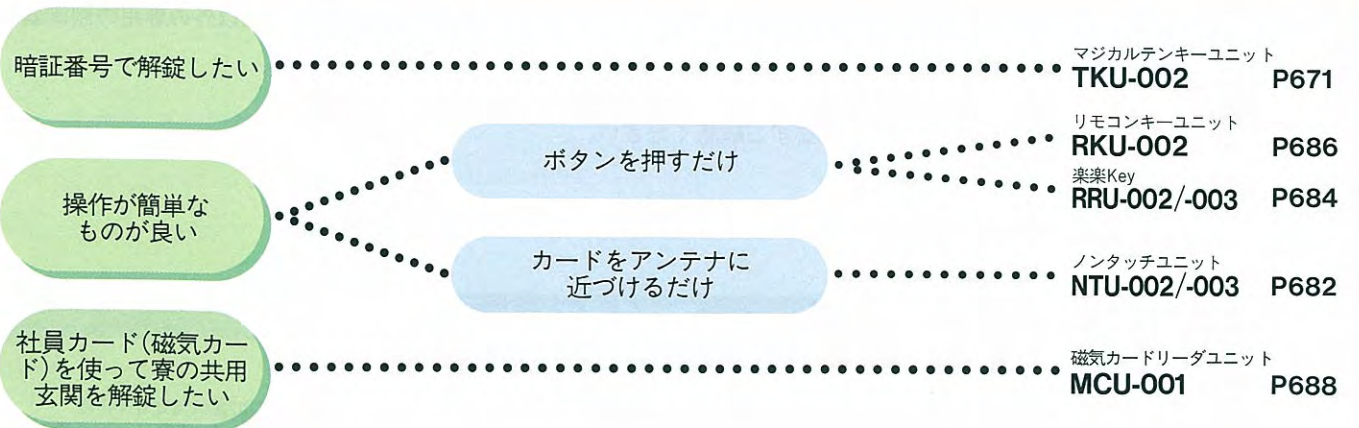 暗証番号で解錠したい
マジカルテンキーユニット
TKU-002 P671
操作が簡単な
ものが良い
ボタンを押すだけ
リモコンキーユニット
RKU-002 P686
楽楽Key
RRU-002/-003 P684
カードをアンテナに
近づけるだけ
ノンタッチユニット
NTU-002/-003 P682
社員カード(磁気カー
ド)を使って寮の共用
玄関を解錠したい
磁気カードリーダユニット
MCU-001 P688